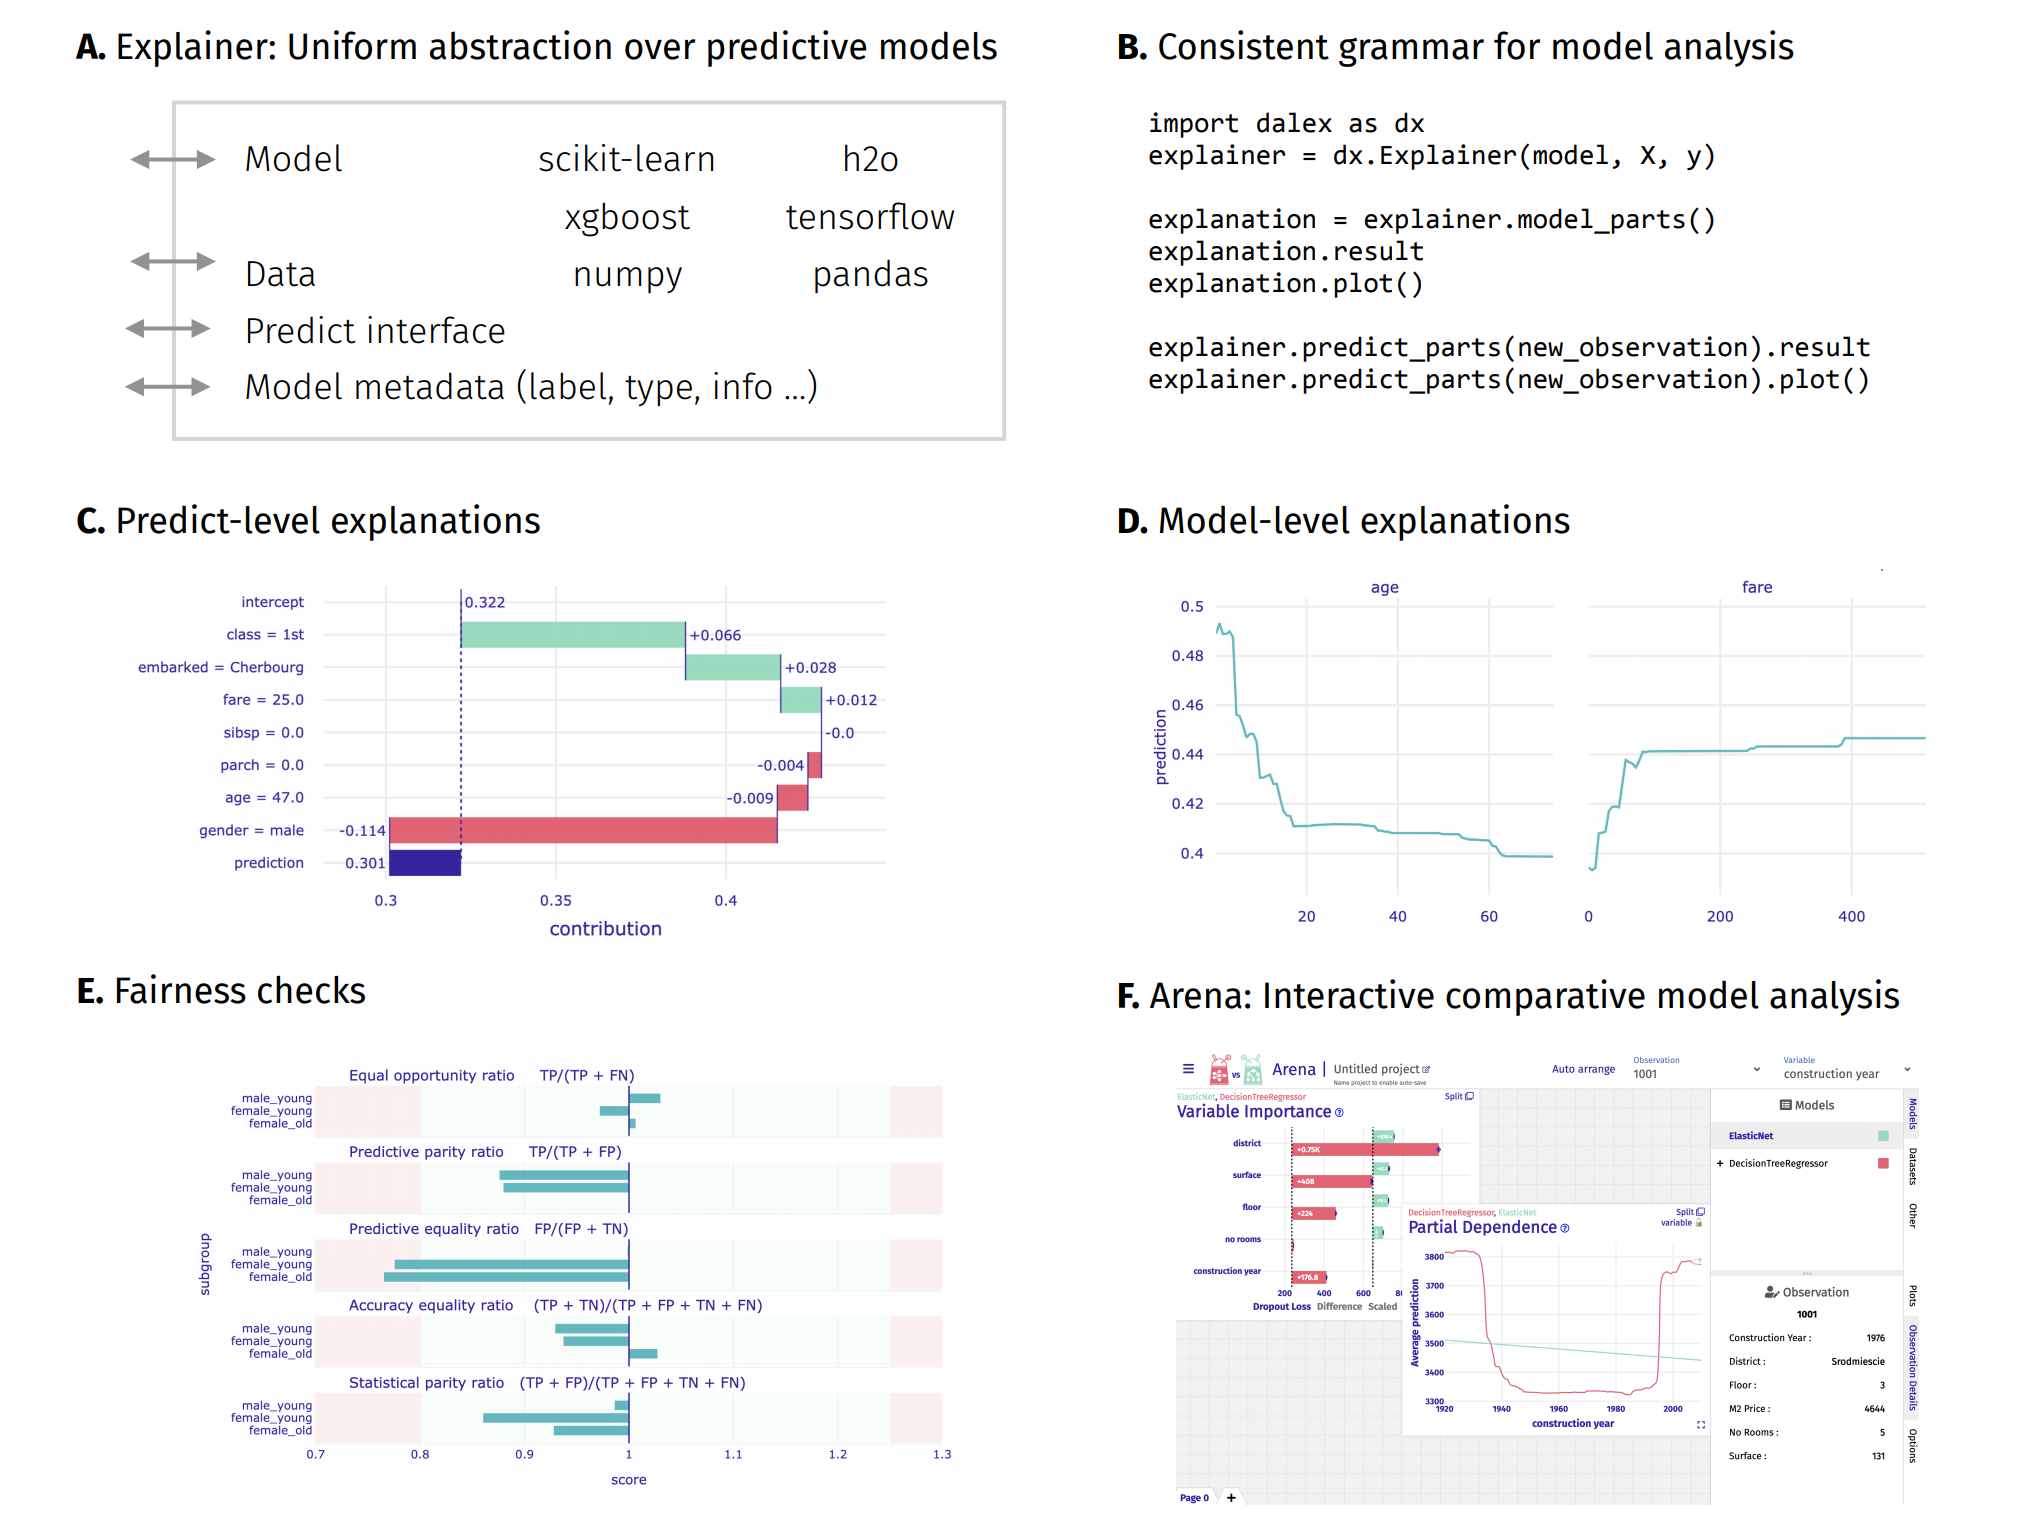 A. Explainer: Uniform abstraction over predictive models
Model scikit-learn h2o
xgboost tensorflow
Data numpy pandas
Predict interface
Model metadata (label, type, info ...)
B. Consistent grammar for model analysis
import dalex as dx
explainer = dx.Explainer(model, X, y)
explanation = explainer.model_parts()
explanation.result
explanation.plot()
explainer.predict_parts(new_observation).result
explainer.predict_parts(new_observation).plot()
C. Predict-level explanations
intercept 0.322
class = 1st +0.066
embarked = Cherbourg +0.028
fare = 25.0 +0.012
sibsp = 0.0 -0.0
parch = 0.0 -0.004
age = 47.0 -0.009
gender = male -0.114
prediction 0.301
0.3 0.35 0.4
contribution
D. Model-level explanations
age fare
0.5
0.48
0.46
0.44
0.42
0.4
prediction
20 40 60 0 200 400
E. Fairness checks
subgroup
Equal opportunity ratio TP/(TP + FN)
male_young
female_young
female_old
Predictive parity ratio TP/(TP + FP)
male_young
female_young
female_old
Predictive equality ratio FP/(FP + TN)
male_young
female_young
female_old
Accuracy equality ratio (TP + TN)/(TP + FP + TN + FN)
male_young
female_young
female_old
Statistical parity ratio (TP + FP)/(TP + FP + TN + FN)
male_young
female_young
female_old
0.7 0.8 0.9 1 1.1 1.2 1.3
score
F. Arena: Interactive comparative model analysis
vs
Arena | Untitled project
Name project to enable auto-save
Auto arrange
Observation
1001
Variable
construction year
ElasticNet, DecisionTreeRegressor
Split
Variable Importance
district +0.75K
surface +408
floor +224
no rooms
construction year +176.8
200 400 600
Dropout Loss Difference Scaled
DecisionTreeRegressor, ElasticNet
Split
variable
Partial Dependence
Average prediction
3800
3700
3600
3500
3400
3300
1920 1940 1960 1980 2000
construction year
Models
ElasticNet
+ DecisionTreeRegressor
Observation
1001
Construction Year : 1976
District : Srodmiescie
Floor : 3
M2 Price : 4644
No Rooms : 5
Surface : 131
Models
Datasets
Other
Plots
Observation Details
Options
Page 0 +